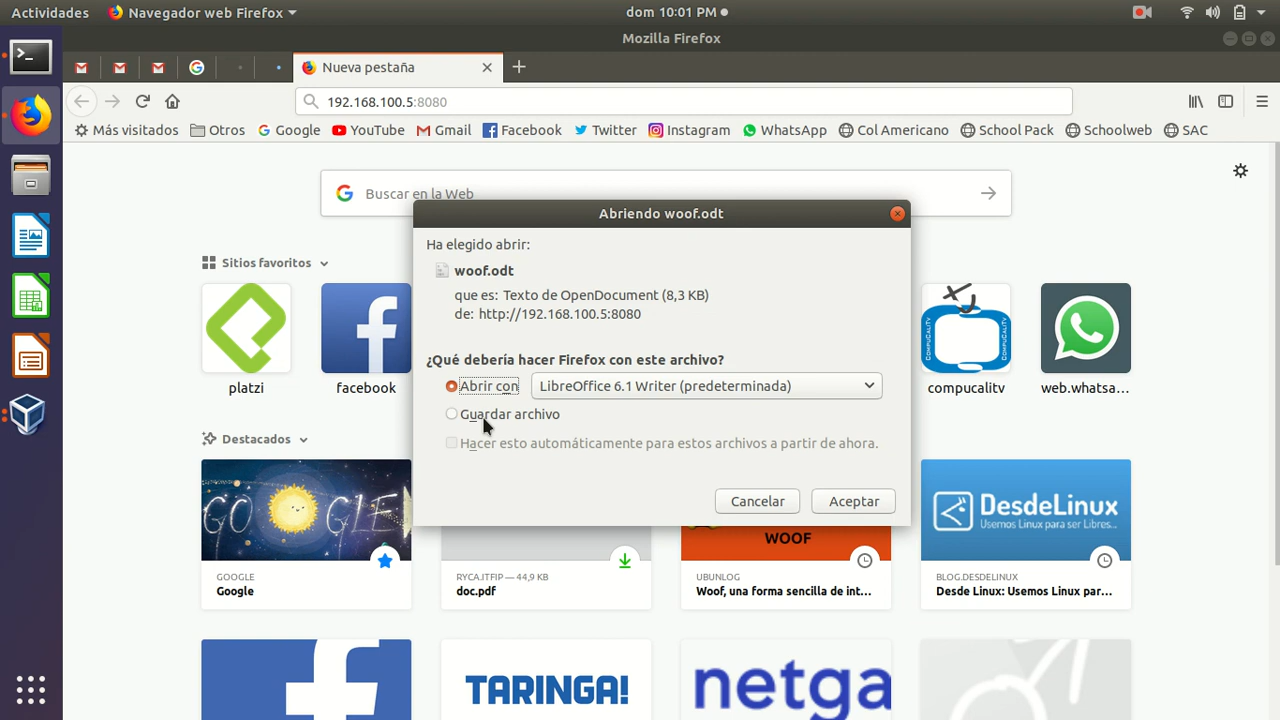 Actividades
Navegador web Firefox
dom 10:01 PM
Mozilla Firefox
Nueva pestaña
192.168.100.5:8080
Más visitados
Otros
Google
YouTube
Gmail
Facebook
Twitter
Instagram
WhatsApp
Col Americano
School Pack
Schoolweb
SAC
Buscar en la Web
Abriendo woof.odt
Ha elegido abrir:
woof.odt
que es: Texto de OpenDocument (8,3 KB)
de: http://192.168.100.5:8080
¿Qué debería hacer Firefox con este archivo?
Abrir con
LibreOffice 6.1 Writer (predeterminada)
Guardar archivo
Hacer esto automáticamente para estos archivos a partir de ahora.
Cancelar
Aceptar
Sitios favoritos
platzi
facebook
COMPUCALITV
compucalitv
web.whatsa...
Destacados
GOOGLE
GOOGLE
Google
RYCA.ITFIP — 44,9 KB
doc.pdf
WOOF
UBUNLOG
Woof, una forma sencilla de int...
DesdeLinux
Usemos Linux para ser Libres...
BLOG.DESDELINUX
Desde Linux: Usemos Linux par...
TARINGA!
netga